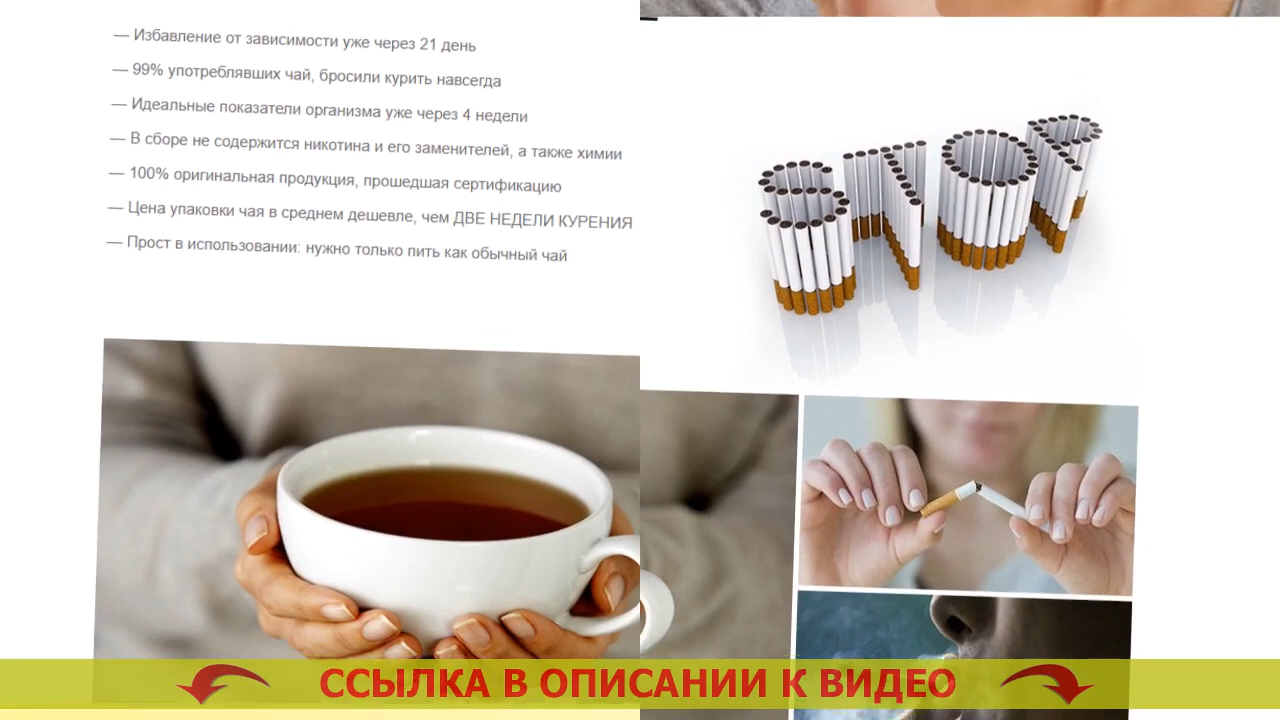 — Избавление от зависимости уже через 21 день
— 99% употреблявших чай, бросили курить навсегда
— Идеальные показатели организма уже через 4 недели
— В сборе не содержится никотина и его заменителей, а также химии
— 100% оригинальная продукция, прошедшая сертификацию
— Цена упаковки чая в среднем дешевле, чем ДВЕ НЕДЕЛИ КУРЕНИЯ
— Прост в использовании: нужно только пить как обычный чай
STOP
ССЫЛКА В ОПИСАНИИ К ВИДЕО